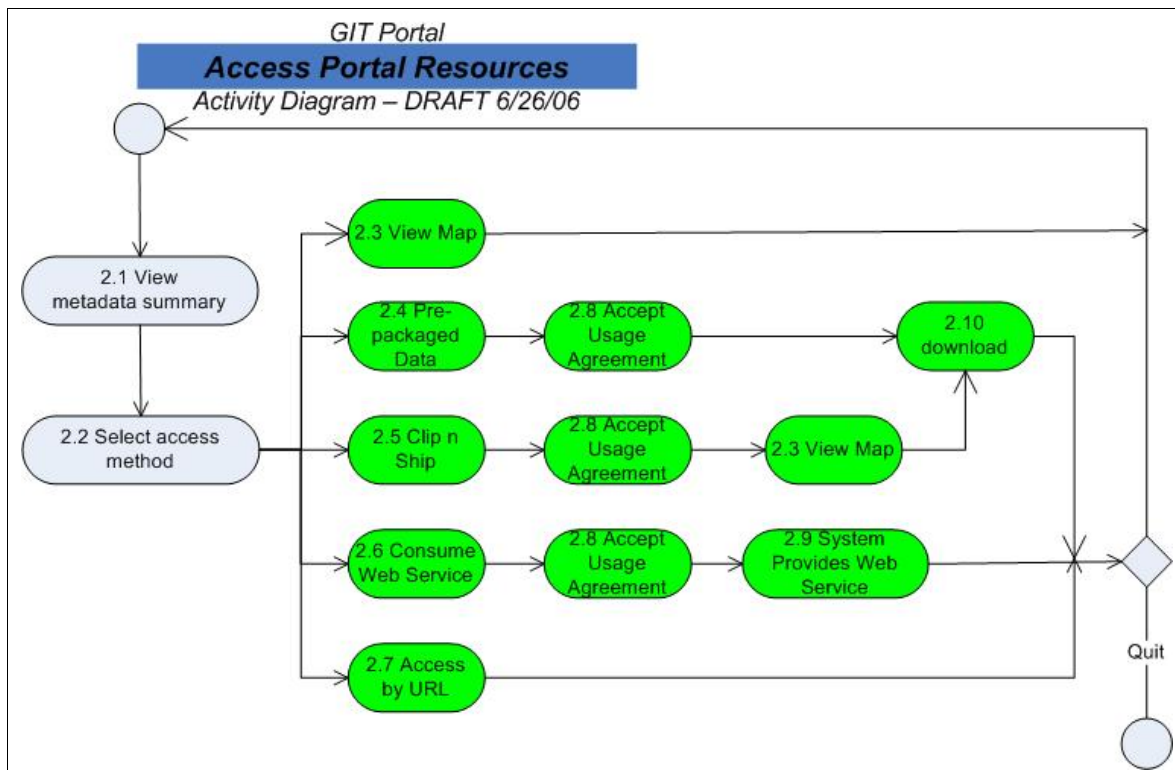 GIT Portal
Access Portal Resources
Activity Diagram – DRAFT 6/26/06
2.3 View Map
2.1 View
metadata summary
2.4 Pre-
packaged
Data
2.8 Accept
Usage
Agreement
2.10
download
2.2 Select access
method
2.5 Clip n
Ship
2.8 Accept
Usage
Agreement
2.3 View Map
2.6 Consume
Web Service
2.8 Accept
Usage
Agreement
2.9 System
Provides Web
Service
2.7 Access
by URL
Quit